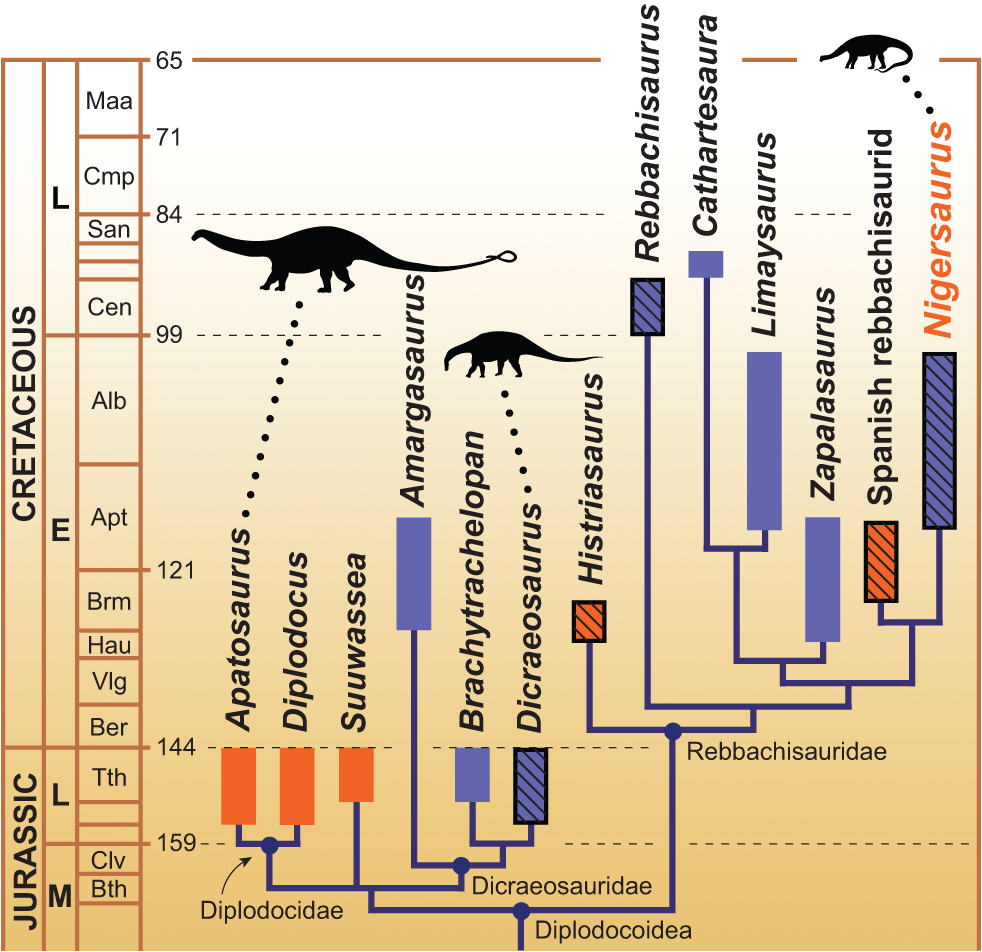 65
Maa
71
Cmp
84
San
Cen
99
Alb
Apt
121
Brm
Hau
Vlg
Ber
144
Tth
159
Clv
Bth
L
E
L
M
CRETACEOUS
JURASSIC
Apatosaurus
Diplodocus
Suuwassea
Amargasaurus
Brachytrachelopan
Dicraeosaurus
Histriasaurus
Rebbachisaurus
Cathartesaura
Limaysaurus
Zapalasaurus
Spanish rebbachisaurid
Nigersaurus
Rebbachisauridae
Dicraeosauridae
Diplodocidae
Diplodocoidea